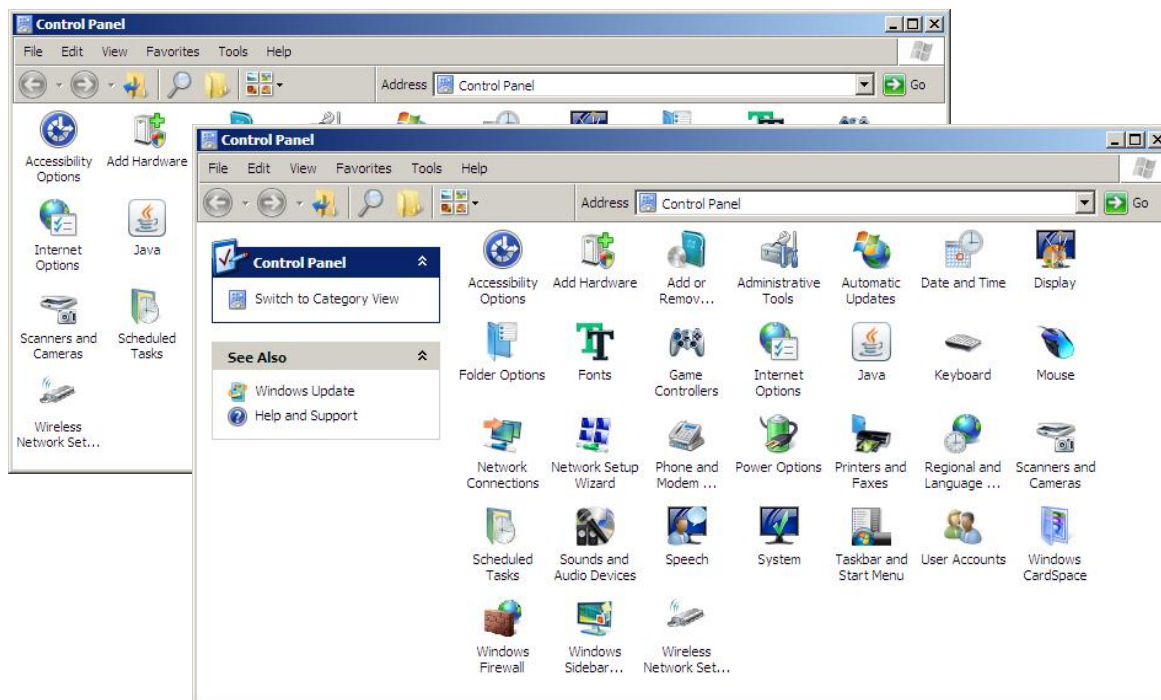 Control Panel
File Edit View Favorites Tools Help
Address Control Panel Go
Accessibility Options
Add Hardware
Internet Options
Java
Scanners and Cameras
Scheduled Tasks
Wireless Network Set...
Control Panel
File Edit View Favorites Tools Help
Address Control Panel Go
Control Panel
Switch to Category View
See Also
Windows Update
Help and Support
Accessibility Options
Add Hardware
Add or Remov...
Administrative Tools
Automatic Updates
Date and Time
Display
Folder Options
Fonts
Game Controllers
Internet Options
Java
Keyboard
Mouse
Network Connections
Network Setup Wizard
Phone and Modem ...
Power Options
Printers and Faxes
Regional and Language ...
Scanners and Cameras
Scheduled Tasks
Sounds and Audio Devices
Speech
System
Taskbar and Start Menu
User Accounts
Windows CardSpace
Windows Firewall
Windows Sidebar...
Wireless Network Set...